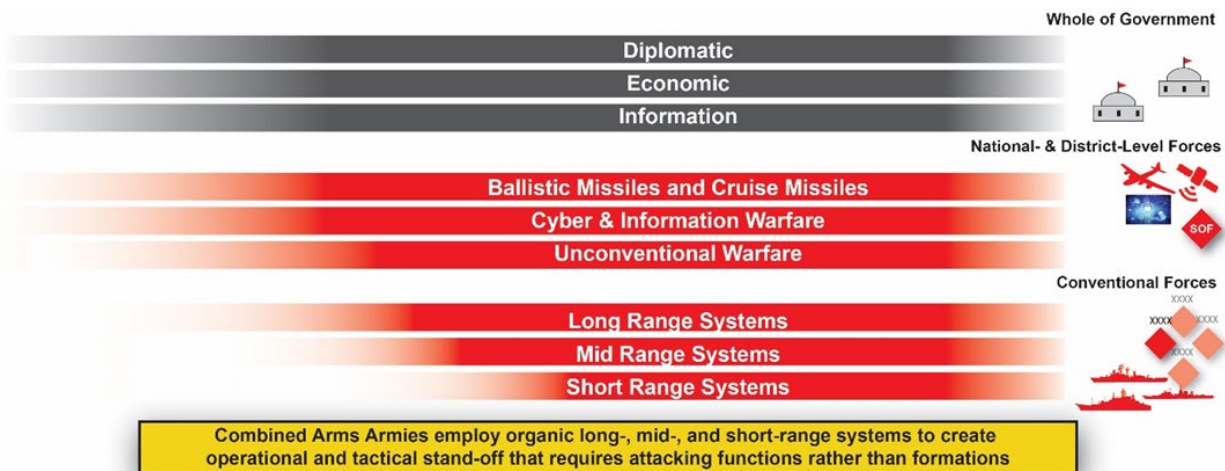 Whole of Government
Diplomatic
Economic
Information
National- & District-Level Forces
Ballistic Missiles and Cruise Missiles
Cyber & Information Warfare
SOF
Unconventional Warfare
Conventional Forces
XXXX
XXXX
XXXX
XXXX
Long Range Systems
Mid Range Systems
Short Range Systems
Combined Arms Armies employ organic long-, mid-, and short-range systems to create
operational and tactical stand-off that requires attacking functions rather than formations